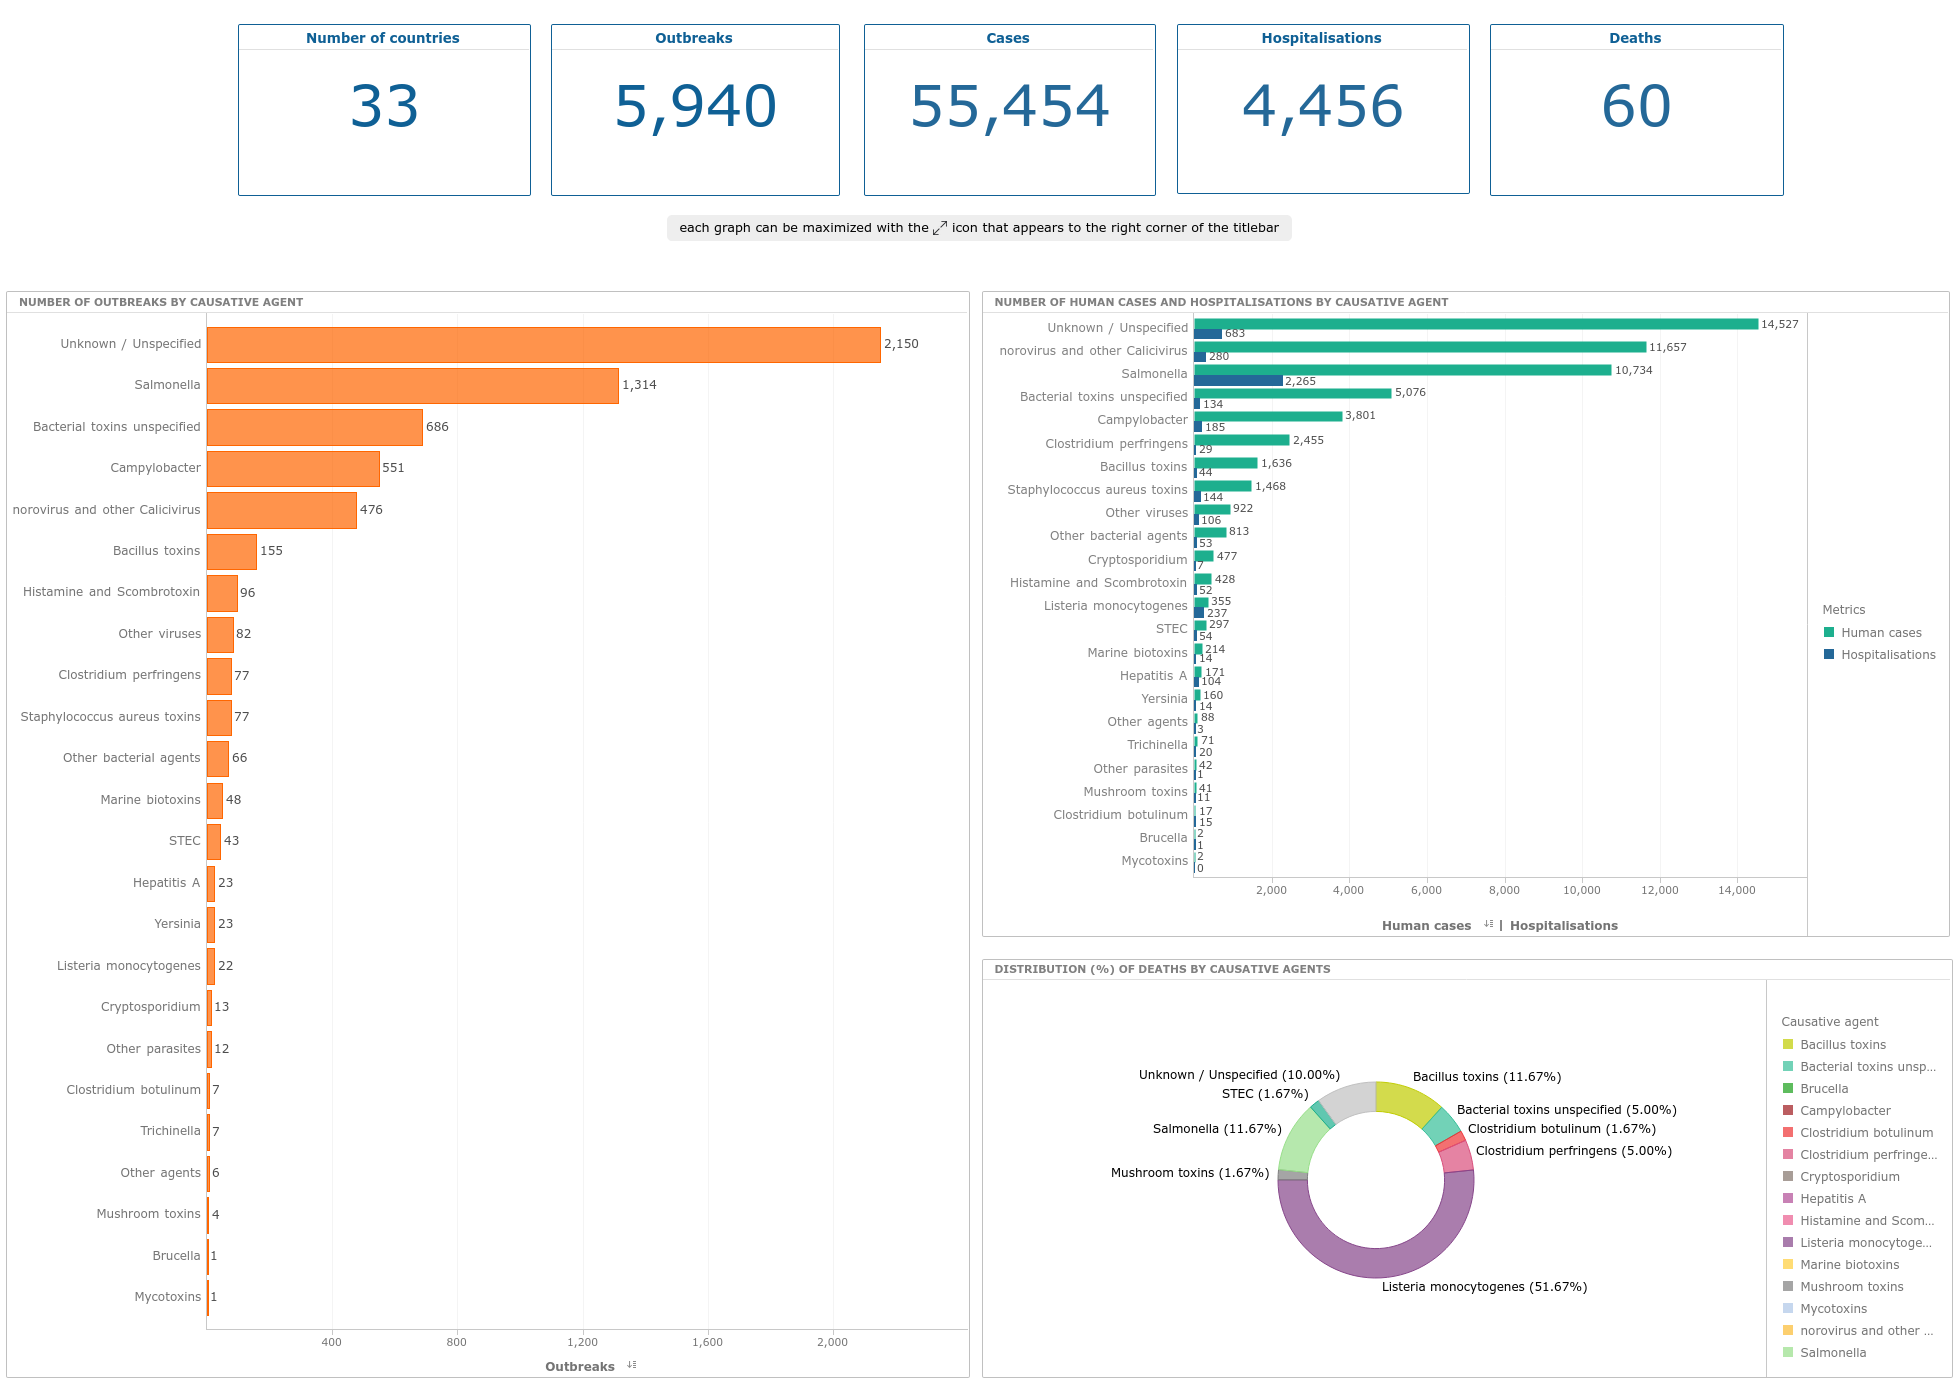 Number of countries
33
Outbreaks
5,940
Cases
55,454
Hospitalisations
4,456
Deaths
60
each graph can be maximized with the icon that appears to the right corner of the titlebar
NUMBER OF OUTBREAKS BY CAUSATIVE AGENT
Unknown / Unspecified 2,150
Salmonella 1,314
Bacterial toxins unspecified 686
Campylobacter 551
norovirus and other Calicivirus 476
Bacillus toxins 155
Histamine and Scombrotoxin 96
Other viruses 82
Clostridium perfringens 77
Staphylococcus aureus toxins 77
Other bacterial agents 66
Marine biotoxins 48
STEC 43
Hepatitis A 23
Yersinia 23
Listeria monocytogenes 22
Cryptosporidium 13
Other parasites 12
Clostridium botulinum 7
Trichinella 7
Other agents 6
Mushroom toxins 4
Brucella 1
Mycotoxins 1
400 800 1,200 1,600 2,000
Outbreaks
NUMBER OF HUMAN CASES AND HOSPITALISATIONS BY CAUSATIVE AGENT
Unknown / Unspecified 14,527
683
norovirus and other Calicivirus 11,657
280
Salmonella 10,734
2,265
Bacterial toxins unspecified 5,076
134
Campylobacter 3,801
185
Clostridium perfringens 2,455
29
Bacillus toxins 1,636
44
Staphylococcus aureus toxins 1,468
144
Other viruses 922
106
Other bacterial agents 813
53
Cryptosporidium 477
7
Histamine and Scombrotoxin 428
52
Listeria monocytogenes 355
237
STEC 297
54
Marine biotoxins 214
14
Hepatitis A 171
104
Yersinia 160
14
Other agents 88
3
Trichinella 71
20
Other parasites 42
1
Mushroom toxins 41
11
Clostridium botulinum 17
15
Brucella 2
1
Mycotoxins 2
0
2,000 4,000 6,000 8,000 10,000 12,000 14,000
Human cases | Hospitalisations
Metrics
Human cases
Hospitalisations
DISTRIBUTION (%) OF DEATHS BY CAUSATIVE AGENTS
Unknown / Unspecified (10.00%)
Bacillus toxins (11.67%)
STEC (1.67%)
Bacterial toxins unspecified (5.00%)
Salmonella (11.67%)
Clostridium botulinum (1.67%)
Clostridium perfringens (5.00%)
Mushroom toxins (1.67%)
Listeria monocytogenes (51.67%)
Causative agent
Bacillus toxins
Bacterial toxins unsp...
Brucella
Campylobacter
Clostridium botulinum
Clostridium perfringe...
Cryptosporidium
Hepatitis A
Histamine and Scom...
Listeria monocytoge...
Marine biotoxins
Mushroom toxins
Mycotoxins
norovirus and other ...
Salmonella